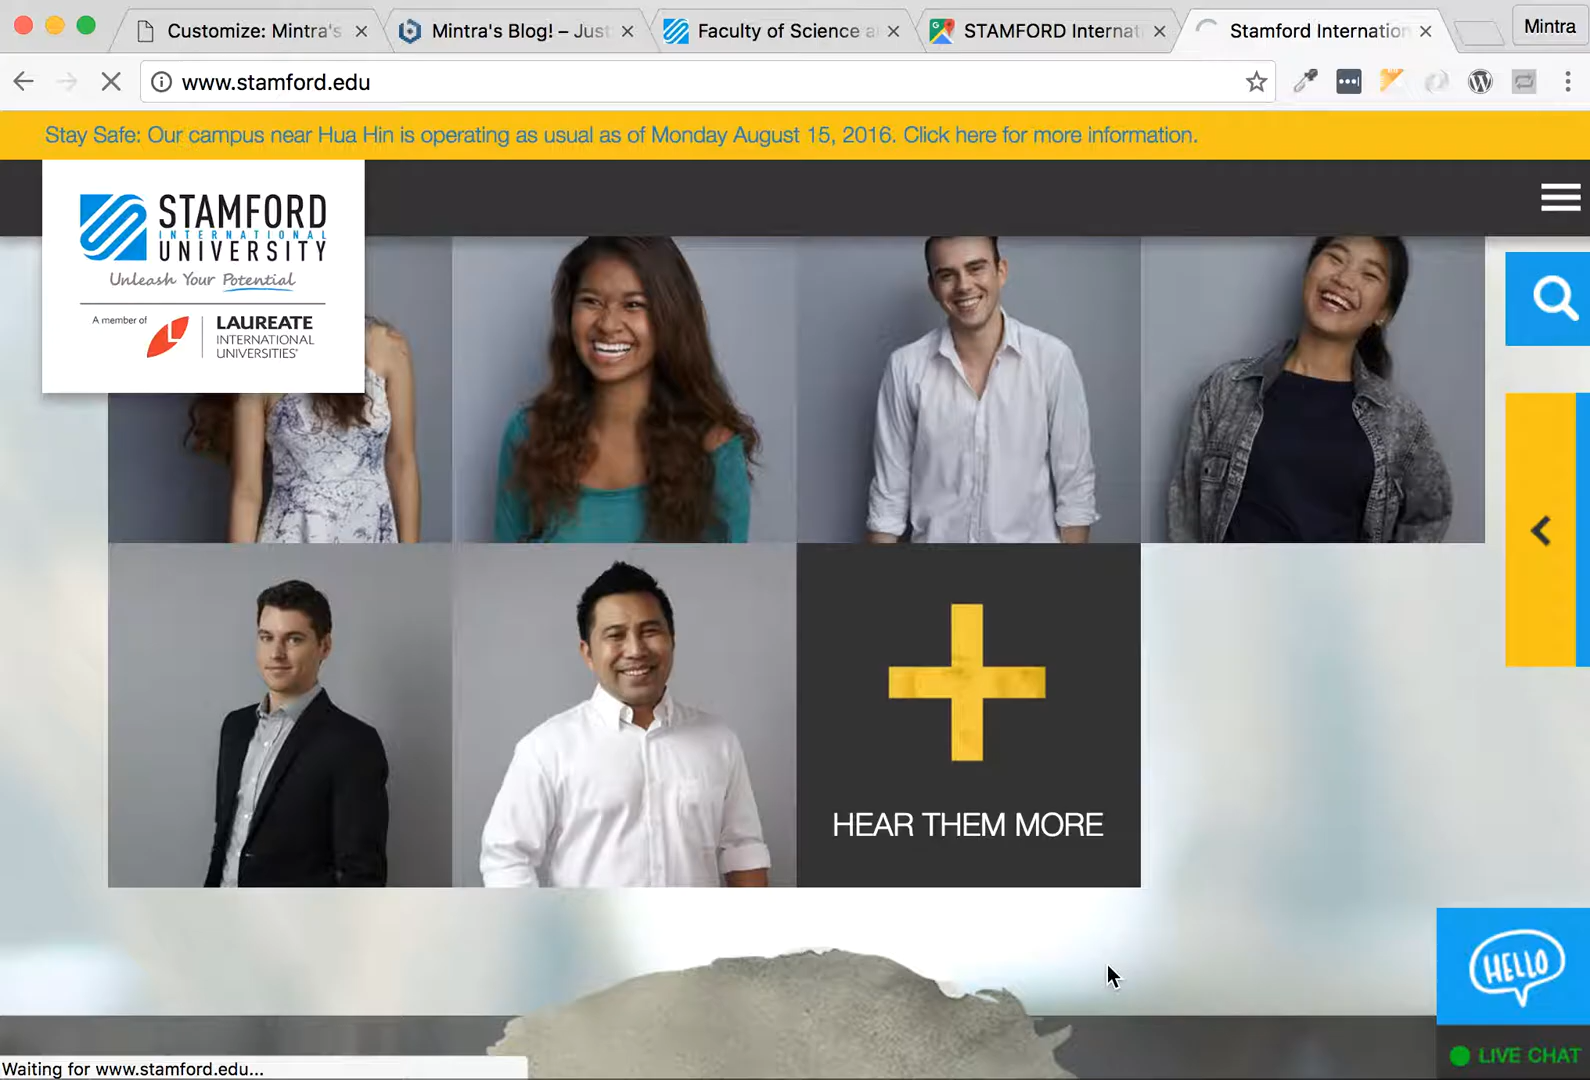 Customize: Mintra's
Mintra's Blog! – Just
Faculty of Science a
STAMFORD Internat
Stamford Internation
Mintra
www.stamford.edu
Stay Safe: Our campus near Hua Hin is operating as usual as of Monday August 15, 2016. Click here for more information.
STAMFORD
INTERNATIONAL
UNIVERSITY
Unleash Your Potential
A member of
LAUREATE
INTERNATIONAL
UNIVERSITIES
HEAR THEM MORE
HELLO
LIVE CHAT
Waiting for www.stamford.edu...